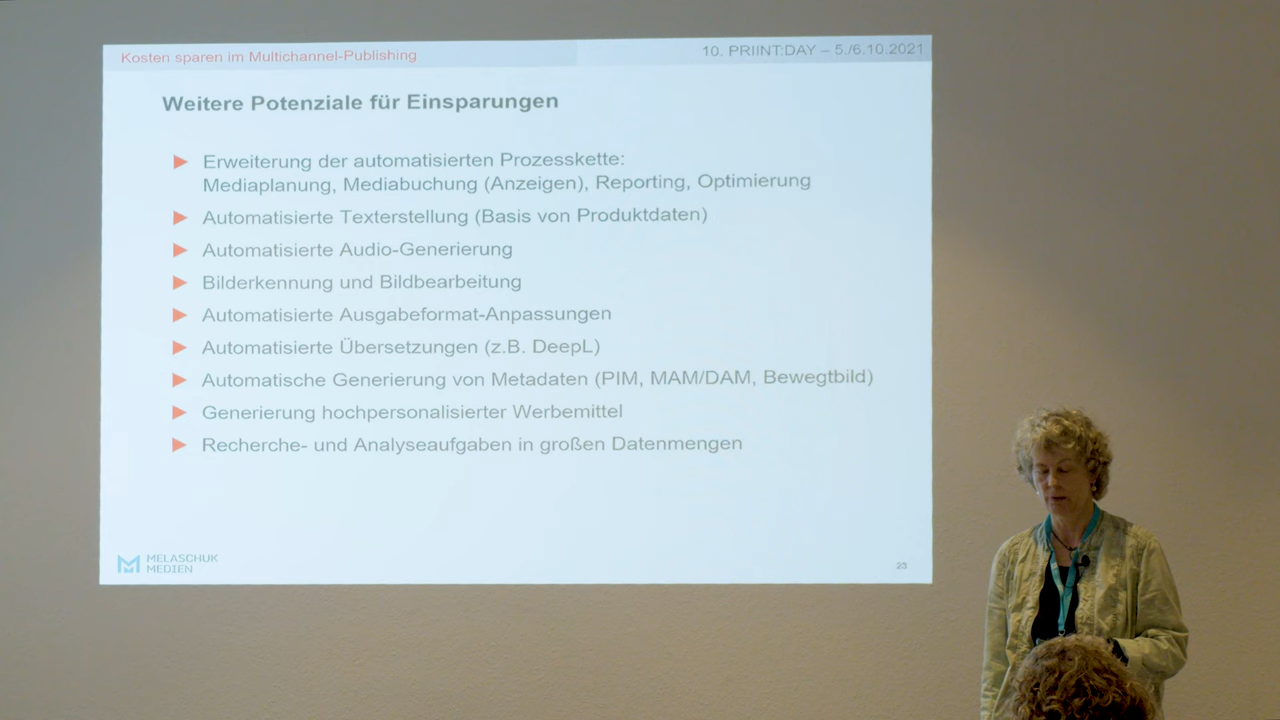 Kosten sparen im Multichannel-Publishing
10. PRIINT:DAY – 5./6.10.2021
Weitere Potenziale für Einsparungen
► Erweiterung der automatisierten Prozesskette:
Mediaplanung, Mediabuchung (Anzeigen), Reporting, Optimierung
► Automatisierte Texterstellung (Basis von Produktdaten)
► Automatisierte Audio-Generierung
► Bilderkennung und Bildbearbeitung
► Automatisierte Ausgabeformat-Anpassungen
► Automatisierte Übersetzungen (z.B. DeepL)
► Automatische Generierung von Metadaten (PIM, MAM/DAM, Bewegtbild)
► Generierung hochpersonalisierter Werbemittel
► Recherche- und Analyseaufgaben in großen Datenmengen
MELASCHUK
MEDIEN
23